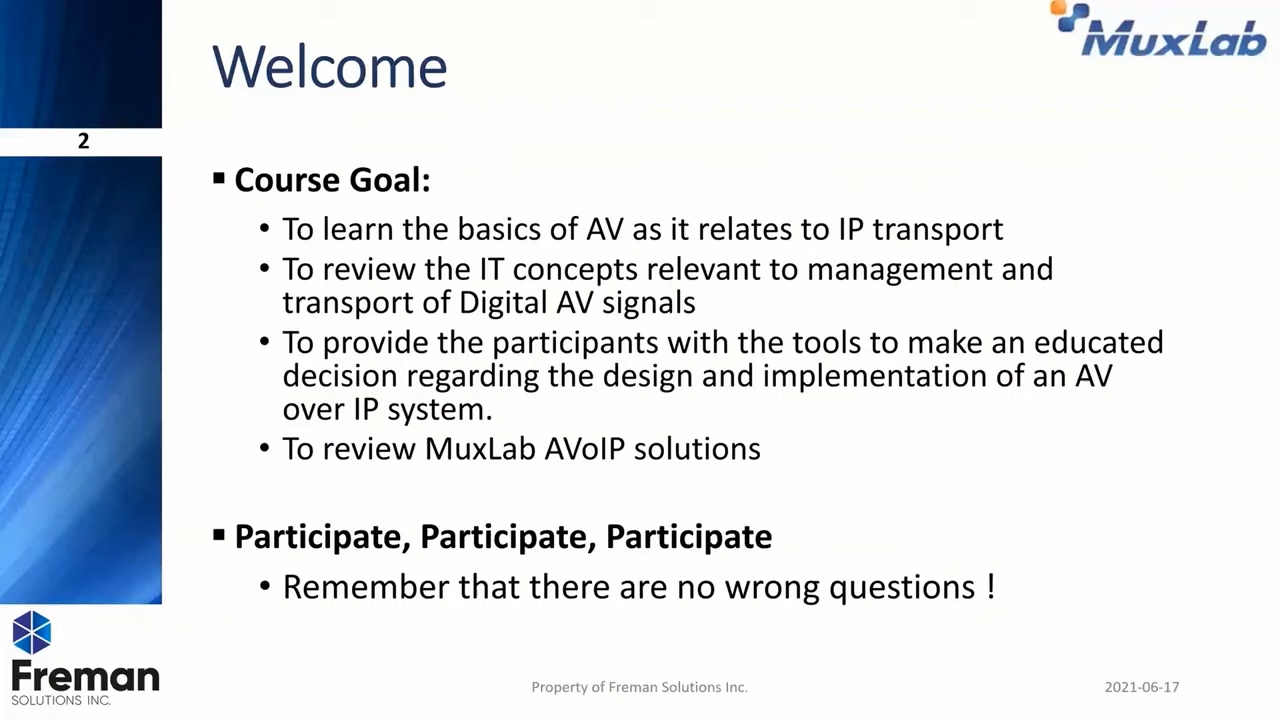 MuxLab
Welcome
2
▪ Course Goal:
• To learn the basics of AV as it relates to IP transport
• To review the IT concepts relevant to management and
transport of Digital AV signals
• To provide the participants with the tools to make an educated
decision regarding the design and implementation of an AV
over IP system.
• To review MuxLab AVoIP solutions
▪ Participate, Participate, Participate
• Remember that there are no wrong questions !
Freman
SOLUTIONS INC.
Property of Freman Solutions Inc.
2021-06-17